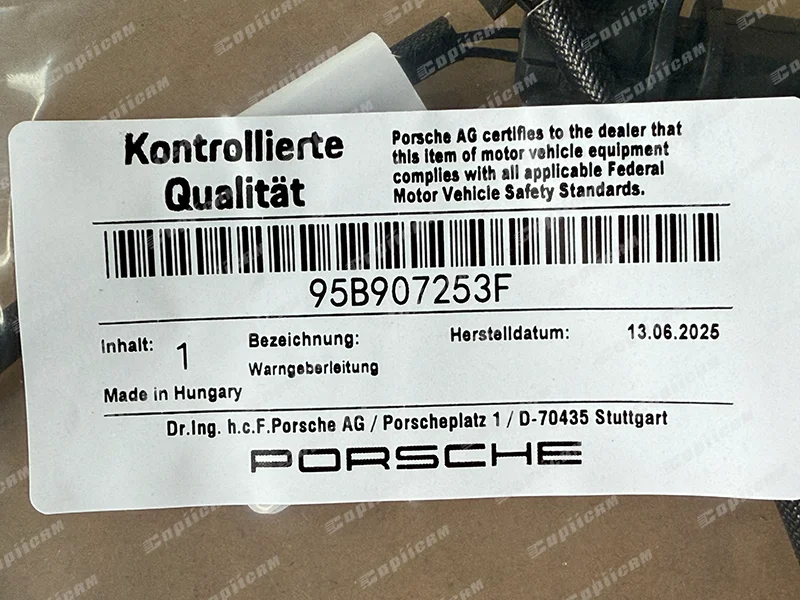 Kontrollierte
Qualität
Porsche AG certifies to the dealer that
this item of motor vehicle equipment
complies with all applicable Federal
Motor Vehicle Safety Standards.
95B907253F
Inhalt: 1
Bezeichnung:
Warngeberleitung
Herstelldatum: 13.06.2025
Made in Hungary
Dr.Ing. h.c.F.Porsche AG / Porscheplatz 1 / D-70435 Stuttgart
PORSCHE
CopiiCAM